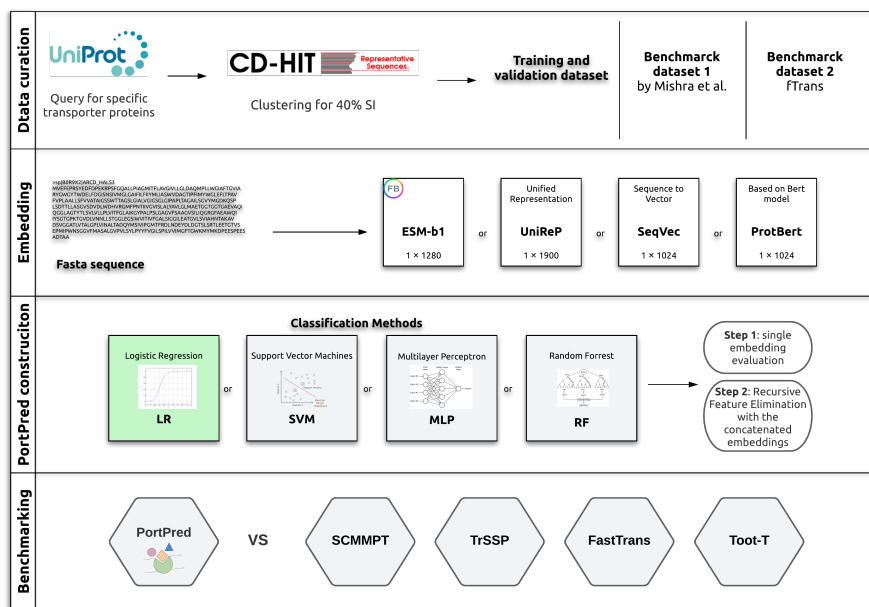 Dtata curation
UniProt
Query for specific
transporter proteins
CD-HIT
Representative
Sequences
Clustering for 40% SI
Training and
validation dataset
Benchmarck
dataset 1
by Mishra et al.
Benchmarck
dataset 2
fTrans
Embedding
Fasta sequence
FB
ESM-b1
1 × 1280
or
Unified
Representation
UniReP
1 × 1900
or
Sequence to
Vector
SeqVec
1 × 1024
or
Based on Bert
model
ProtBert
1 × 1024
PortPred construciton
Classification Methods
Logistic Regression
LR
or
Support Vector Machines
SVM
or
Multilayer Perceptron
MLP
or
Random Forrest
RF
Step 1: single
embedding
evaluation
Step 2: Recursive
Feature Elimination
with the
concatenated
embeddings
Benchmarking
PortPred
VS
SCMMPT
TrSSP
FastTrans
Toot-T